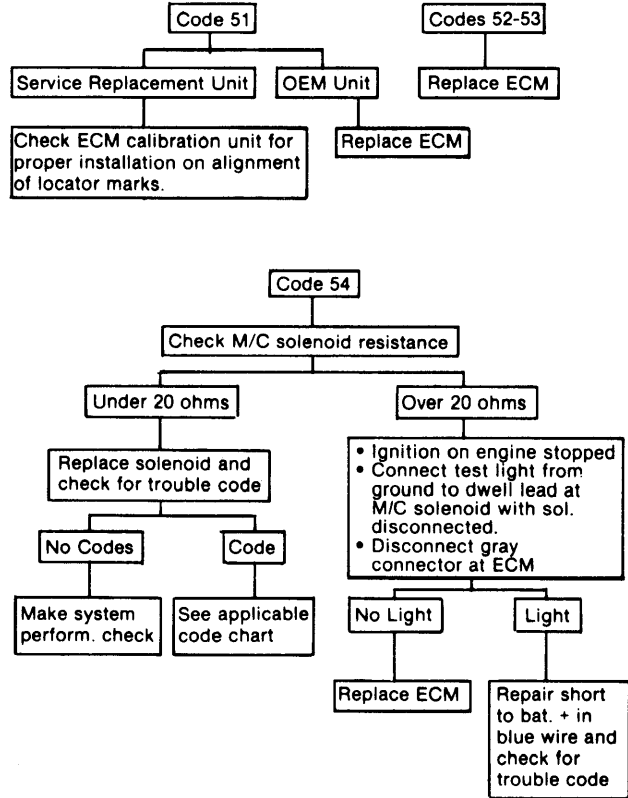 Code 51
Codes 52-53
Service Replacement Unit
OEM Unit
Replace ECM
Check ECM calibration unit for
proper installation on alignment
of locator marks.
Replace ECM
Code 54
Check M/C solenoid resistance
Under 20 ohms
Over 20 ohms
Replace solenoid and
check for trouble code
• Ignition on engine stopped
• Connect test light from
ground to dwell lead at
M/C solenoid with sol.
disconnected.
• Disconnect gray
connector at ECM
No Codes
Code
Make system
perform. check
See applicable
code chart
No Light
Light
Replace ECM
Repair short
to bat. + in
blue wire and
check for
trouble code